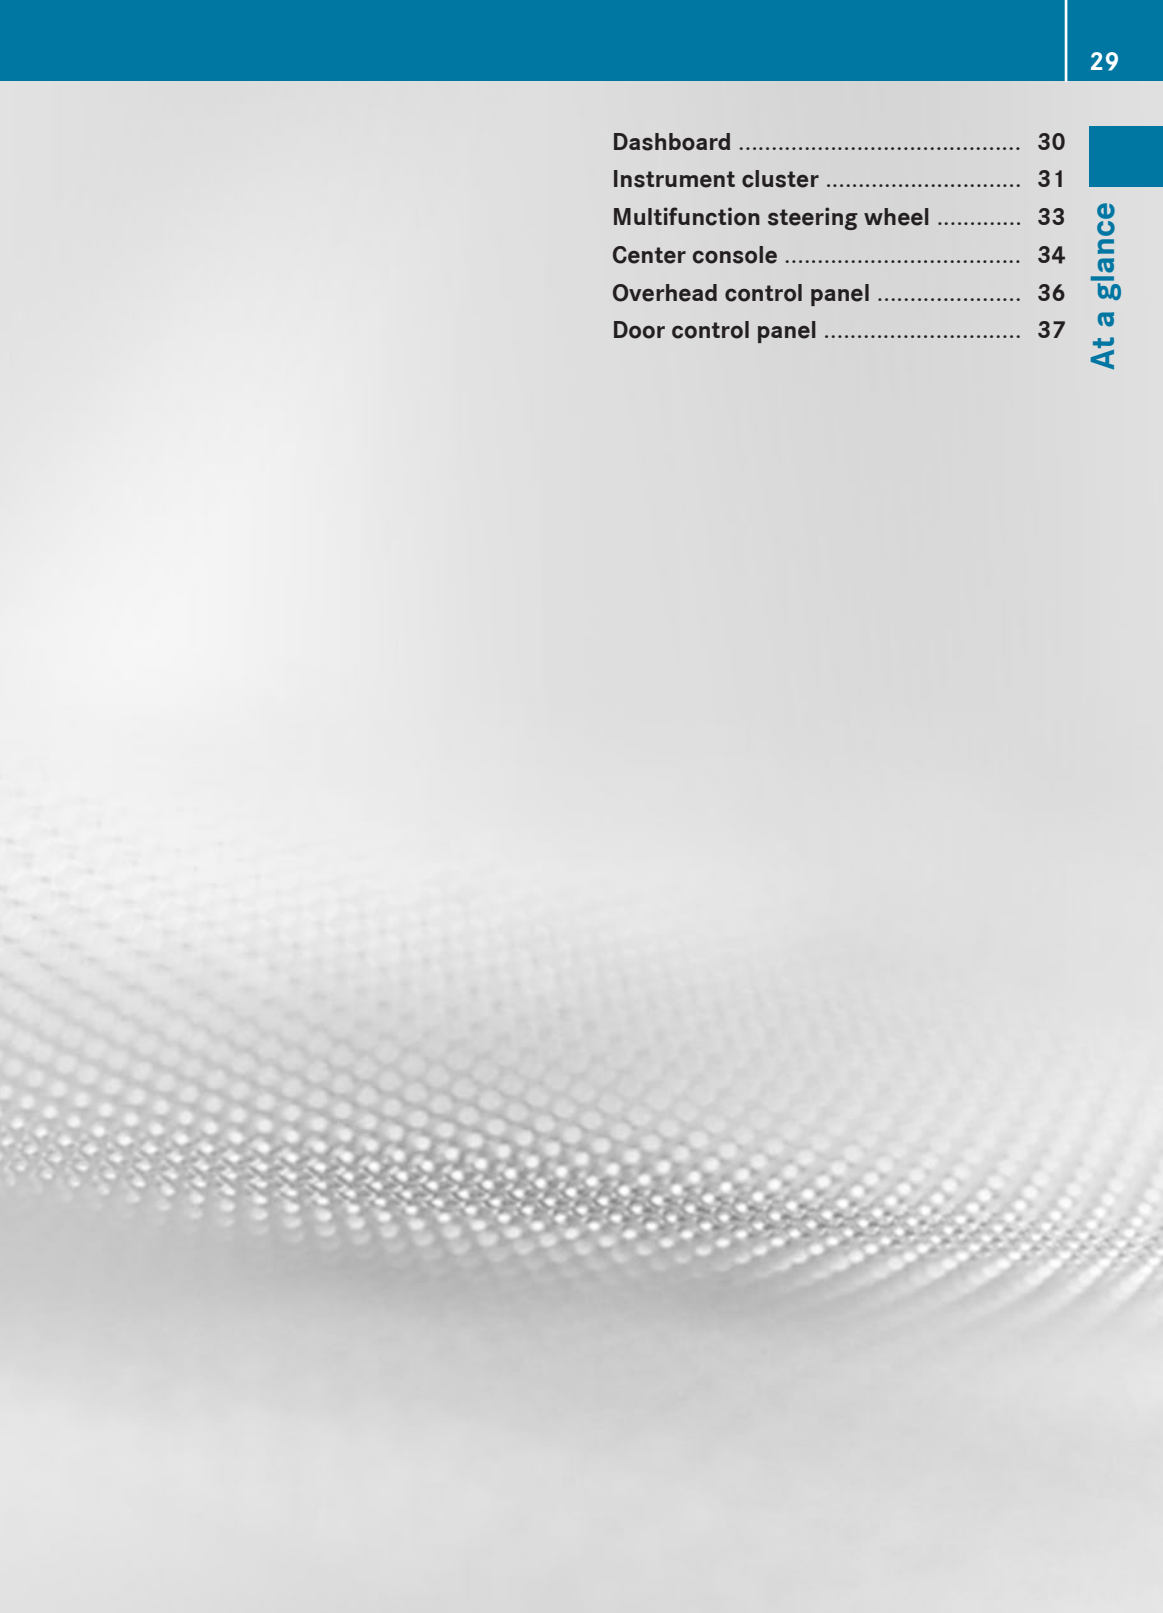 29
Dashboard ........................................... 30
Instrument cluster .............................. 31
Multifunction steering wheel ............. 33
Center console .................................... 34
Overhead control panel ...................... 36
Door control panel .............................. 37
At a glance